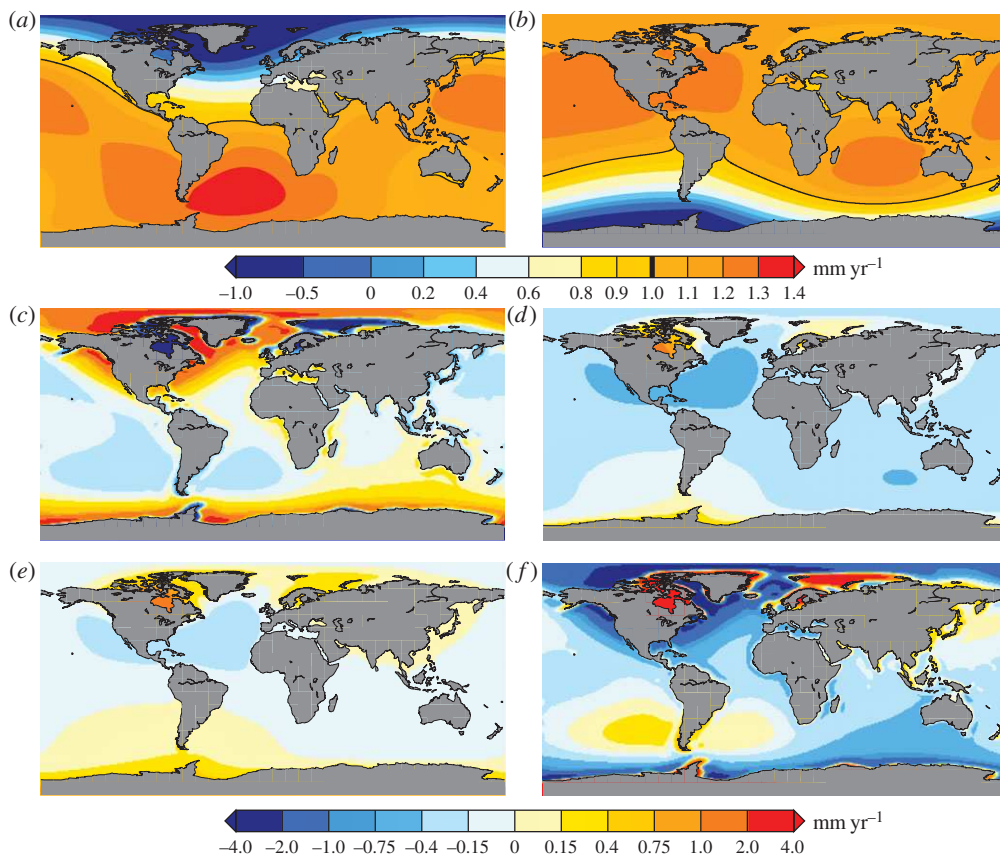 (a) (b)
–1.0 –0.5 0 0.2 0.4 0.6 0.8 0.9 1.0 1.1 1.2 1.3 1.4 mm yr–1
(c) (d)
(e) (f)
–4.0 –2.0 –1.0 –0.75 –0.4 –0.15 0 0.15 0.4 0.75 1.0 2.0 4.0 mm yr–1